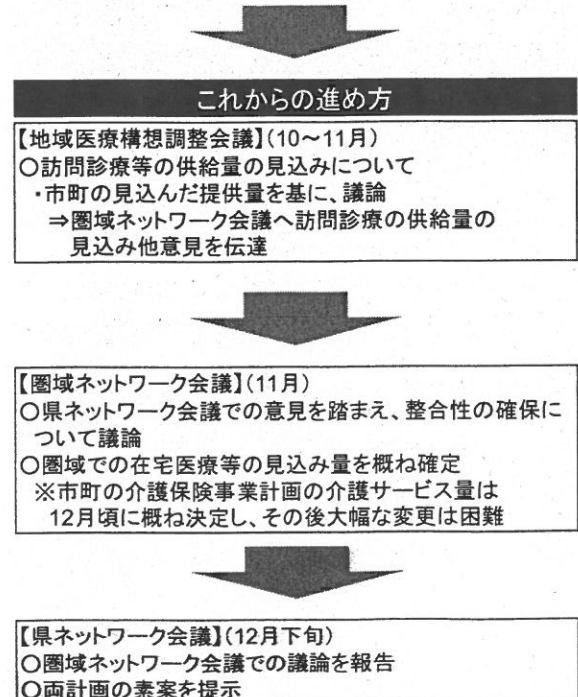 これからの進め方
【地域医療構想調整会議】(10～11月)
○訪問診療等の供給量の見込みについて
・市町の見込んだ提供量を基に、議論
⇒圏域ネットワーク会議へ訪問診療の供給量の
見込み他意見を伝達
【圏域ネットワーク会議】(11月)
○県ネットワーク会議での意見を踏まえ、整合性の確保に
ついて議論
○圏域での在宅医療等の見込み量を概ね確定
※市町の介護保険事業計画の介護サービス量は
12月頃に概ね決定し、その後大幅な変更は困難
【県ネットワーク会議】(12月下旬)
○圏域ネットワーク会議での議論を報告
○両計画の素案を提示